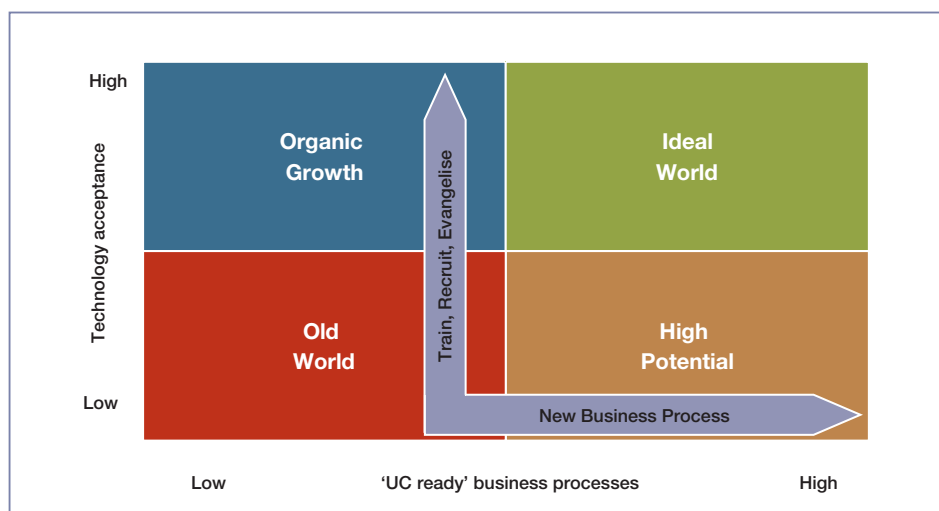 High
Organic
Growth
Ideal
World
Technology acceptance
Train, Recruit, Evangelise
Old
World
High
Potential
Low
New Business Process
Low
‘UC ready’ business processes
High